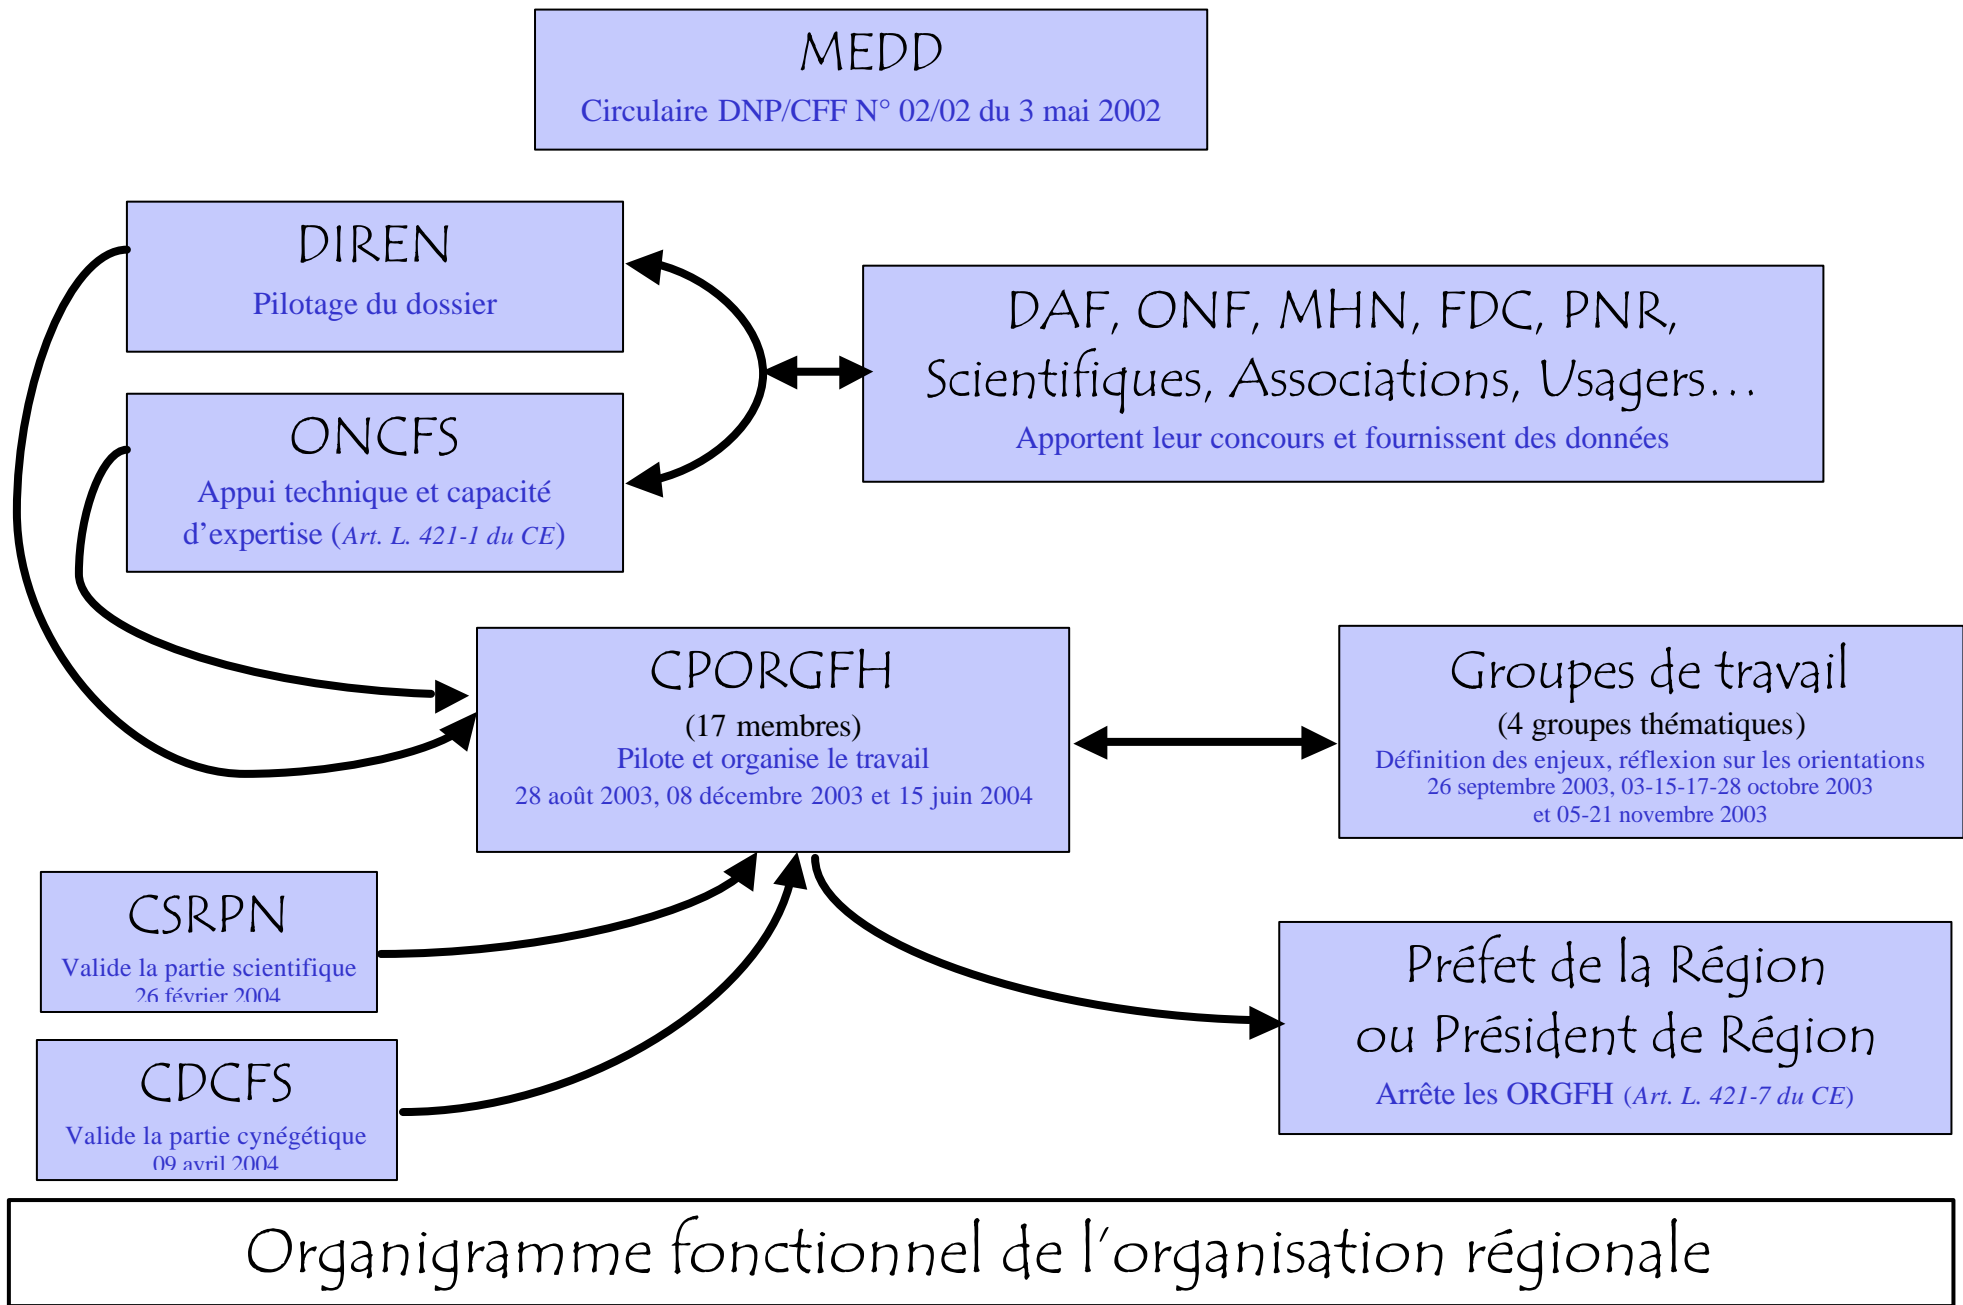 MEDD
Circulaire DNP/CFF N° 02/02 du 3 mai 2002
DIREN
Pilotage du dossier
DAF, ONF, MHN, FDC, PNR,
Scientifiques, Associations, Usagers…
Apportent leur concours et fournissent des données
ONCFS
Appui technique et capacité
d’expertise (Art. L. 421-1 du CE)
CPORGFH
(17 membres)
Pilote et organise le travail
28 août 2003, 08 décembre 2003 et 15 juin 2004
Groupes de travail
(4 groupes thématiques)
Définition des enjeux, réflexion sur les orientations
26 septembre 2003, 03-15-17-28 octobre 2003
et 05-21 novembre 2003
CSRPN
Valide la partie scientifique
26 février 2004
Préfet de la Région
ou Président de Région
Arrête les ORGFH (Art. L. 421-7 du CE)
CDCFS
Valide la partie cynégétique
09 avril 2004
Organigramme fonctionnel de l’organisation régionale